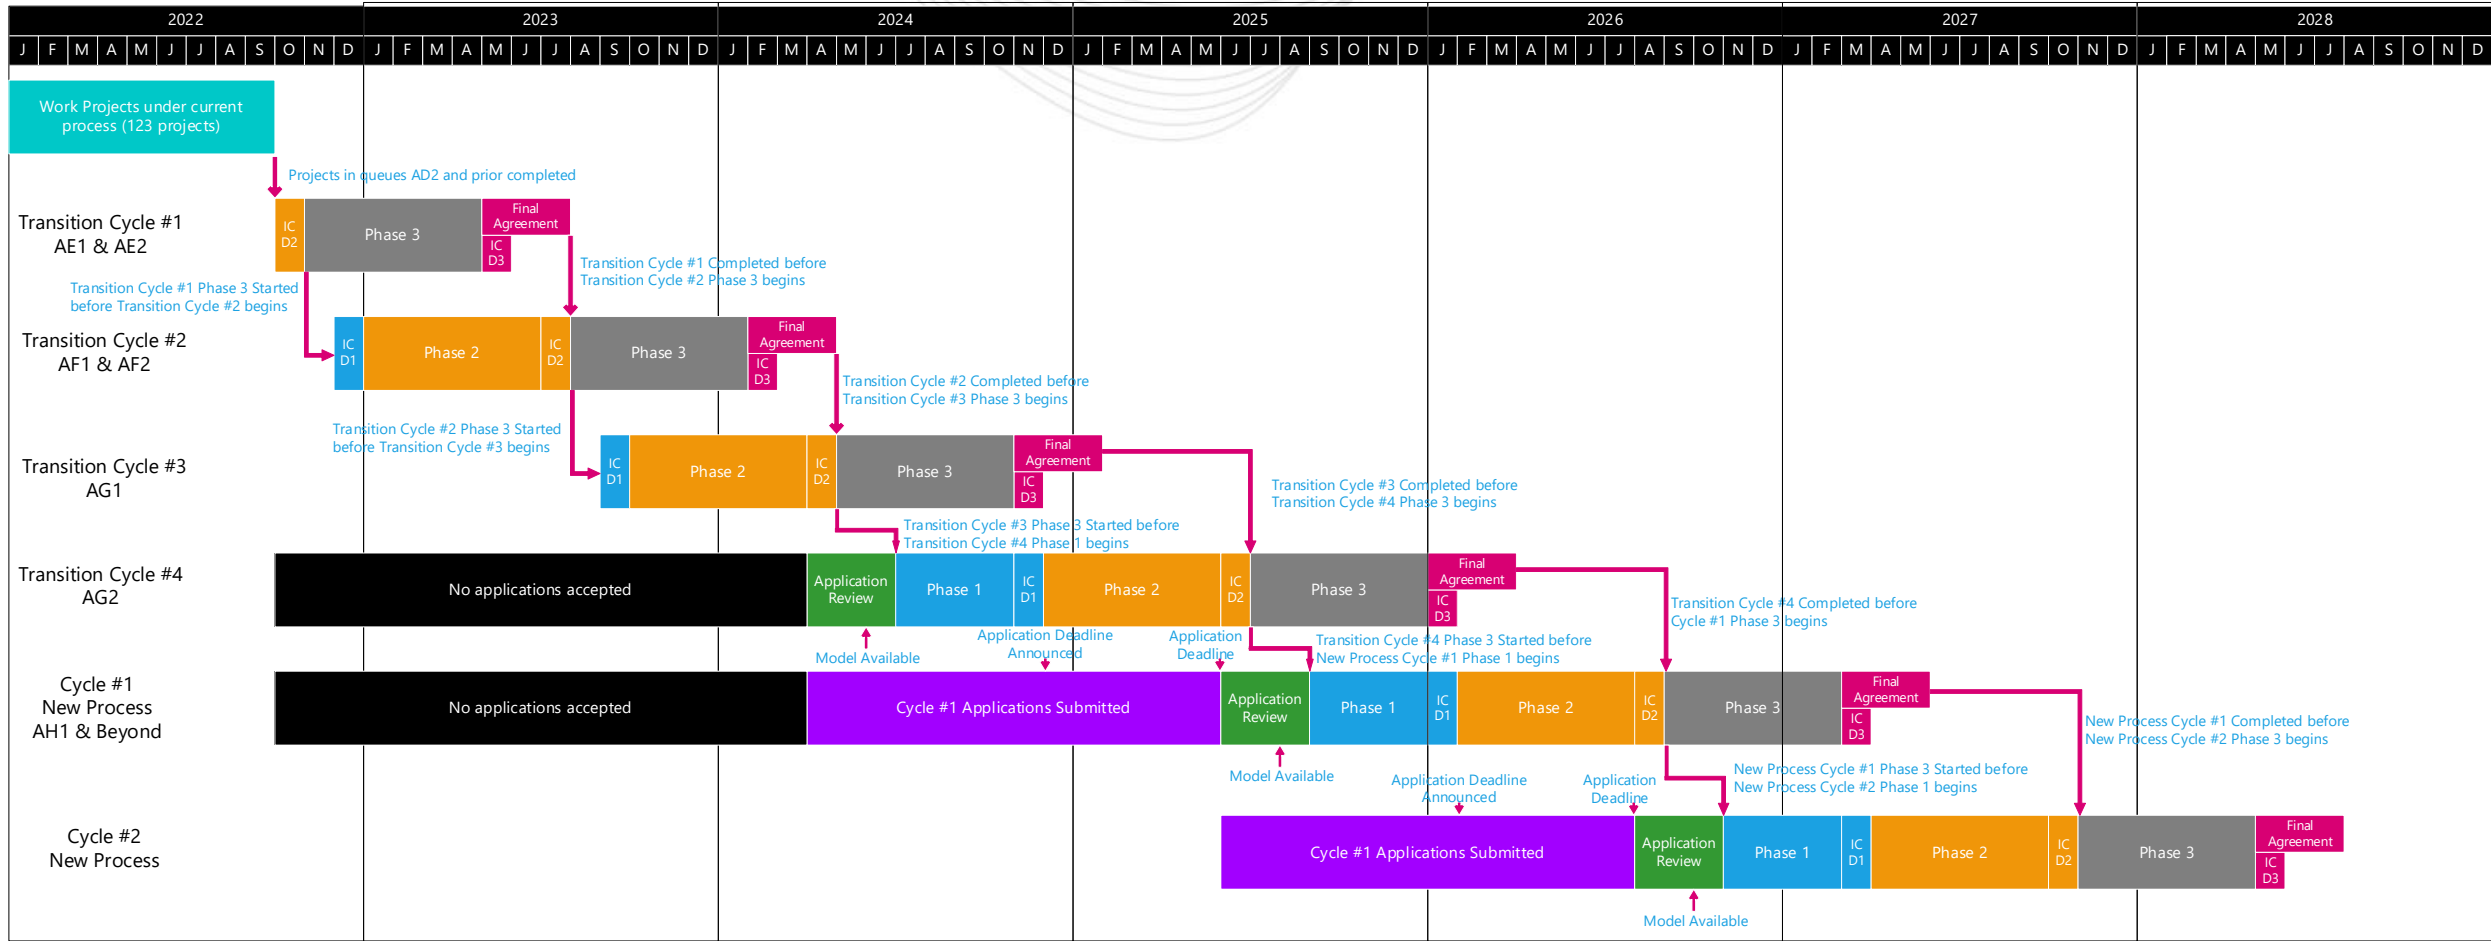 2022 2023 2024 2025 2026 2027 2028
J F M A M J J A S O N D J F M A M J J A S O N D J F M A M J J A S O N D J F M A M J J A S O N D J F M A M J J A S O N D J F M A M J J A S O N D J F M A M J J A S O N D
Work Projects under current
process (123 projects)
Projects in queues AD2 and prior completed
Transition Cycle #1
AE1 & AE2
IC
D2
Phase 3
Final
Agreement
IC
D3
Transition Cycle #1 Completed before
Transition Cycle #2 Phase 3 begins
Transition Cycle #1 Phase 3 Started
before Transition Cycle #2 begins
Transition Cycle #2
AF1 & AF2
IC
D1
Phase 2
IC
D2
Phase 3
Final
Agreement
IC
D3
Transition Cycle #2 Completed before
Transition Cycle #3 Phase 3 begins
Transition Cycle #2 Phase 3 Started
before Transition Cycle #3 begins
Transition Cycle #3
AG1
IC
D1
Phase 2
IC
D2
Phase 3
Final
Agreement
IC
D3
Transition Cycle #3 Completed before
Transition Cycle #4 Phase 3 begins
Transition Cycle #3 Phase 3 Started before
Transition Cycle #4 Phase 1 begins
Transition Cycle #4
AG2
No applications accepted
Application
Review
Phase 1
IC
D1
Phase 2
IC
D2
Phase 3
Final
Agreement
IC
D3
Transition Cycle #4 Completed before
Cycle #1 Phase 3 begins
Model Available
Application Deadline
Announced
Application
Deadline
Transition Cycle #4 Phase 3 Started before
New Process Cycle #1 Phase 1 begins
Cycle #1
New Process
AH1 & Beyond
No applications accepted
Cycle #1 Applications Submitted
Application
Review
Phase 1
IC
D1
Phase 2
IC
D2
Phase 3
Final
Agreement
IC
D3
New Process Cycle #1 Completed before
New Process Cycle #2 Phase 3 begins
Model Available
Application Deadline
Announced
Application
Deadline
New Process Cycle #1 Phase 3 Started before
New Process Cycle #2 Phase 1 begins
Cycle #2
New Process
Cycle #1 Applications Submitted
Application
Review
Phase 1
IC
D1
Phase 2
IC
D2
Phase 3
Final
Agreement
IC
D3
Model Available